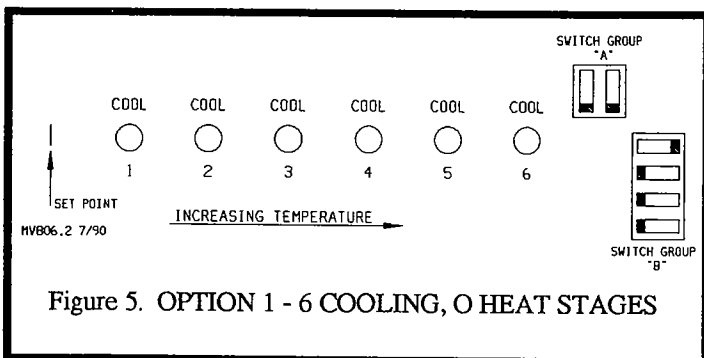 SWITCH GROUP
"A"
COOL COOL COOL COOL COOL COOL
1 2 3 4 5 6
SET POINT
INCREASING TEMPERATURE
MVB06.2 7/90
SWITCH GROUP
"B"
Figure 5. OPTION 1 - 6 COOLING, O HEAT STAGES